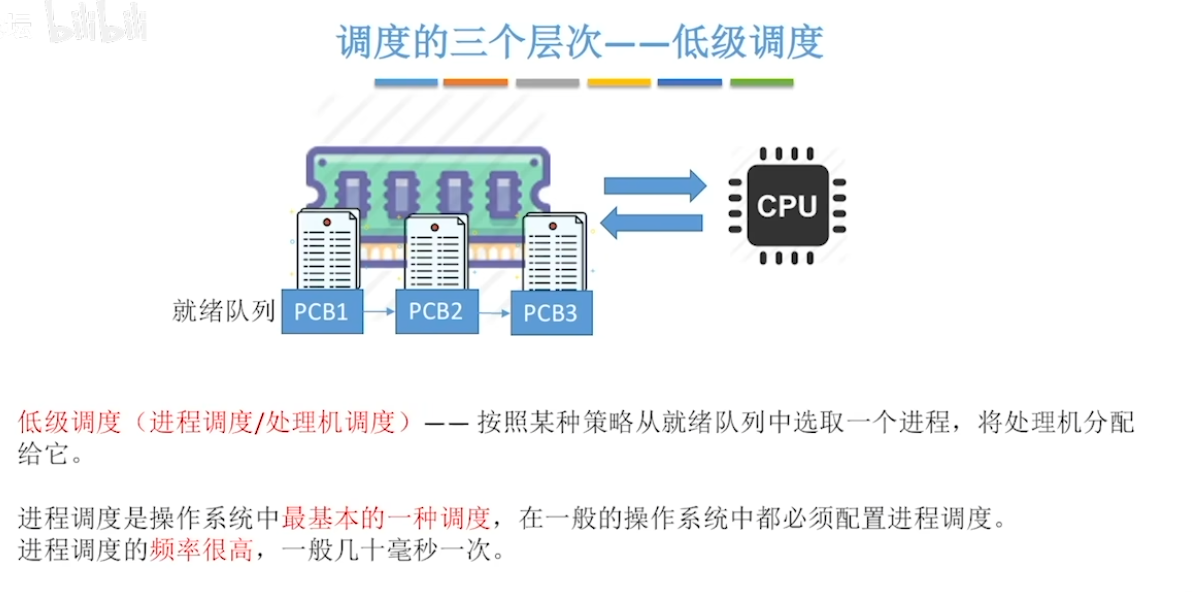 bilibili
调度的三个层次——低级调度
CPU
就绪队列 PCB1 PCB2 PCB3
低级调度（进程调度/处理机调度）—— 按照某种策略从就绪队列中选取一个进程，将处理机分配
给它。
进程调度是操作系统中最基本的一种调度，在一般的操作系统中都必须配置进程调度。
进程调度的频率很高，一般几十毫秒一次。